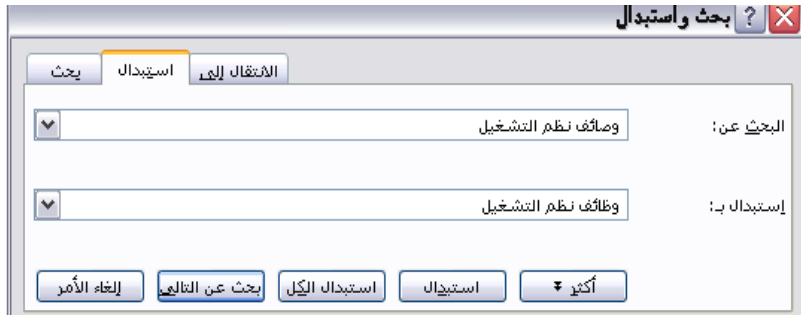 بحث واستبدال
بحث استبدال الانتقال إلى
البحث عن: وصائف نظم التشغيل
إستبدال بـ: وظائف نظم التشغيل
أكثر استبدال استبدال الكل بحث عن التالي إلغاء الأمر